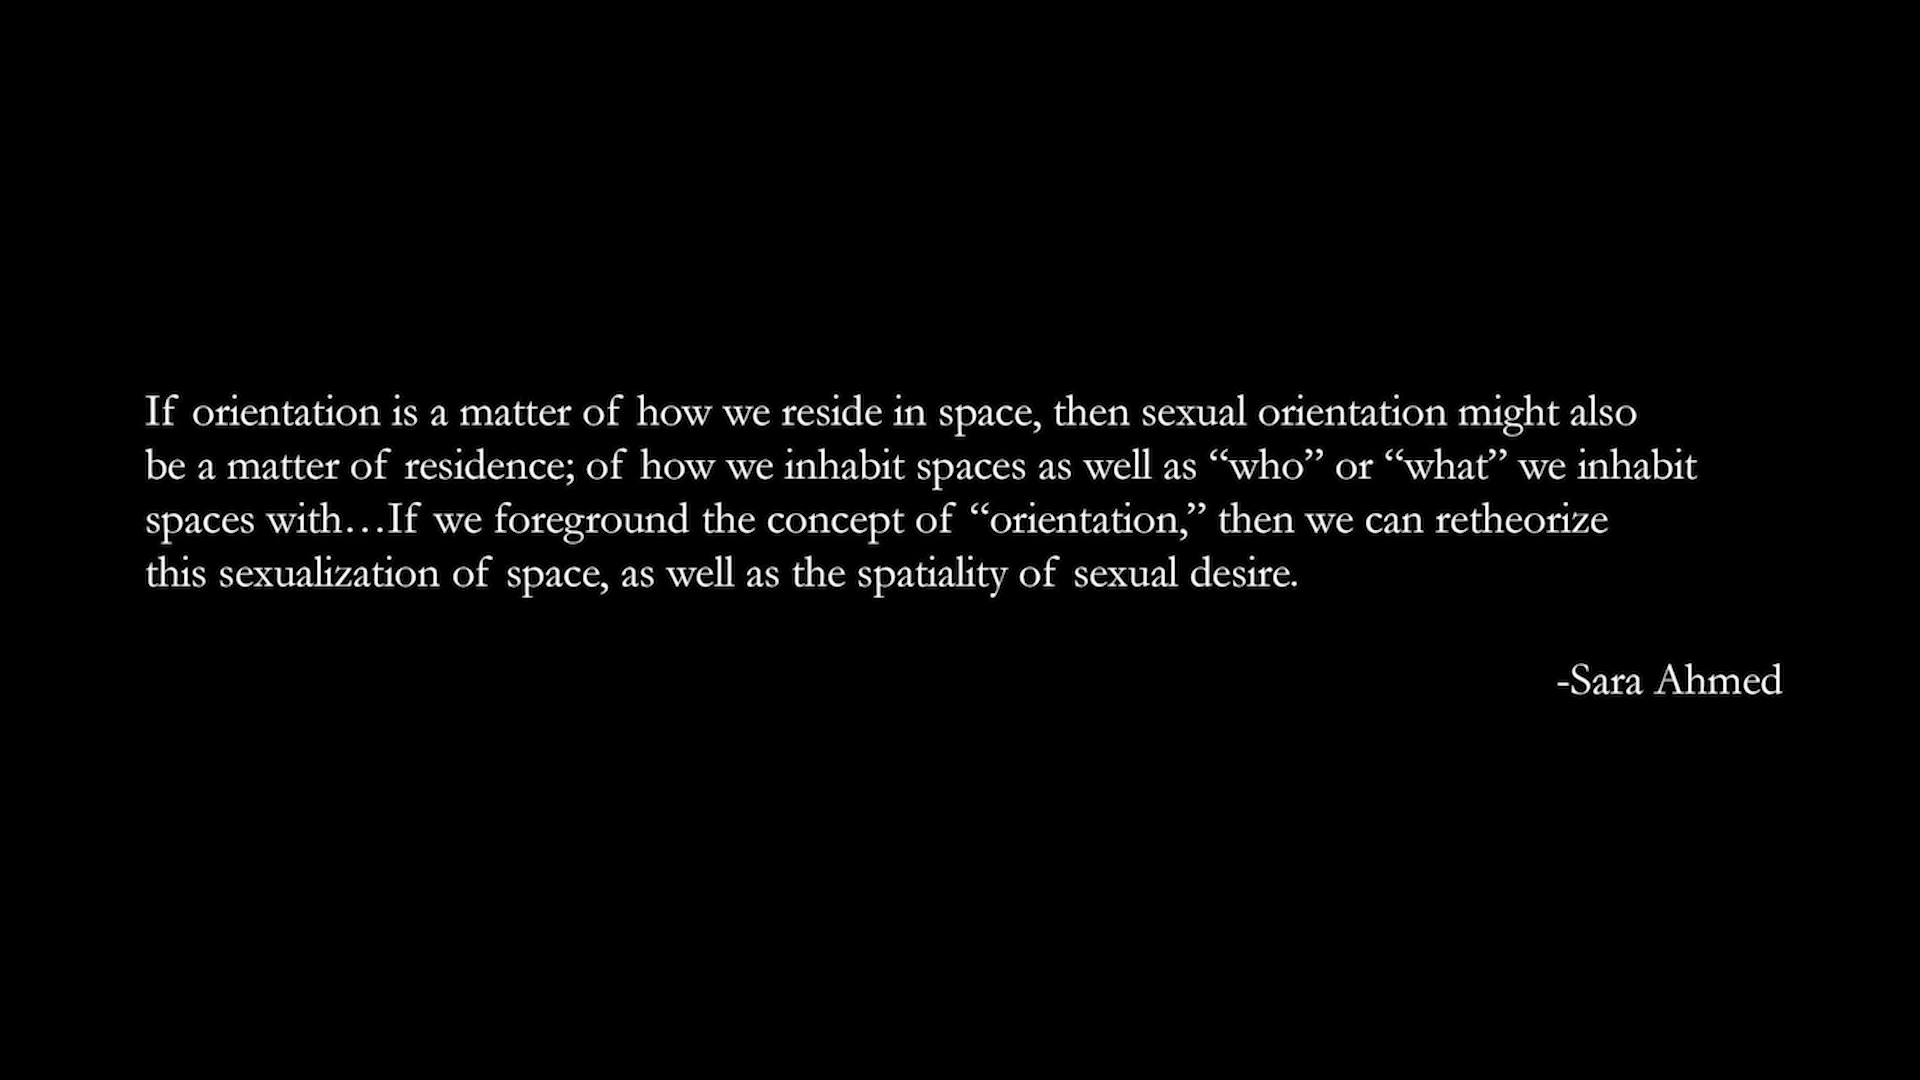 If orientation is a matter of how we reside in space, then sexual orientation might also
be a matter of residence; of how we inhabit spaces as well as “who” or “what” we inhabit
spaces with…If we foreground the concept of “orientation,” then we can retheorize
this sexualization of space, as well as the spatiality of sexual desire.
-Sara Ahmed